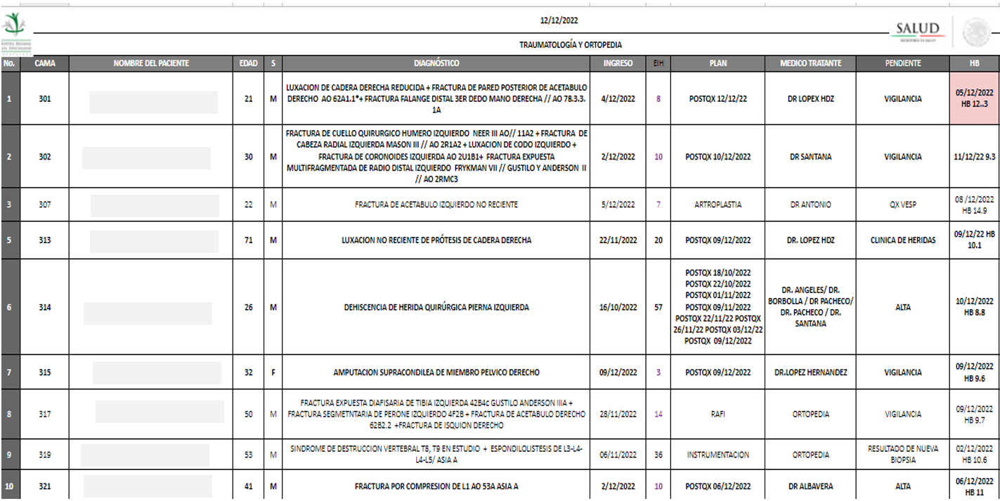 12/12/2022
SALUD
SECRETARÍA DE SALUD
HOSPITAL REGIONAL
TRAUMATOLOGÍA Y ORTOPEDIA
No. CAMA NOMBRE DEL PACIENTE EDAD S DIAGNÓSTICO INGRESO EIH PLAN MEDICO TRATANTE PENDIENTE HB
LUXACION DE CADERA DERECHA REDUCIDA + FRACTURA DE PARED POSTERIOR DE ACETABULO
DERECHO AO 62A1.1*+ FRACTURA FALANGE DISTAL 3ER DEDO MANO DERECHA // AO 78.3.3.
1A
1 301 21 M 4/12/2022 8 POSTQX 12/12/22 DR LOPEX HDZ VIGILANCIA
05/12/2022
HB 12..3
FRACTURA DE CUELLO QUIRURGICO HUMERO IZQUIERDO NEER III AO// 11A2 + FRACTURA DE
CABEZA RADIAL IZQUIERDA MASON III // AO 2R1A2 + LUXACION DE CODO IZQUIERDO +
FRACTURA DE CORONOIDES IZQUIERDA AO 2U1B1+ FRACTURA EXPUESTA
MULTIFRAGMENTADA DE RADIO DISTAL IZQUIERDO FRYKMAN VII // GUSTILO Y ANDERSON II
// AO 2RMC3
2 302 30 M 2/12/2022 10 POSTQX 10/12/2022 DR SANTANA VIGILANCIA 11/12/22 9.3
3 307 22 M FRACTURA DE ACETABULO IZQUIERDO NO RECIENTE 5/12/2022 7 ARTROPLASTIA DR ANTONIO QX VESP
08 /12/2022
HB 14.9
5 313 71 M LUXACION NO RECIENTE DE PRÓTESIS DE CADERA DERECHA 22/11/2022 20 POSTQX 09/12/2022 DR. LOPEZ HDZ CLINICA DE HERIDAS
09/12/22 HB
10.1
6 314 26 M DEHISCENCIA DE HERIDA QUIRÚRGICA PIERNA IZQUIERDA 16/10/2022 57
POSTQX 18/10/2022
POSTQX 22/10/2022
POSTQX 01/11/2022
POSTQX 09/11/2022
POSTQX 22/11/22 POSTQX
26/11/22 POSTQX 03/12/22
POSTQX 09/12/2022
DR. ANGELES/ DR.
BORBOLLA / DR PACHECO/
DR. PACHECO / DR.
SANTANA
ALTA
10/12/2022
HB 8.8
7 315 32 F AMPUTACION SUPRACONDILEA DE MIEMBRO PELVICO DERECHO 09/12/2022 3 POSTQX 09/12/2022 DR.LOPEZ HERNANDEZ VIGILANCIA
09/12/2022
HB 9.6
FRACTURA EXPUESTA DIAFISARIA DE TIBIA IZQUIERDA 42B4c GUSTILO ANDERSON IIIA +
FRACTURA SEGMETNTARIA DE PERONE IZQUIERDO 4F2B + FRACTURA DE ACETABULO DERECHO
62B2.2 +FRACTURA DE ISQUION DERECHO
8 317 50 M 28/11/2022 14 RAFI ORTOPEDIA VIGILANCIA
09/12/2022
HB 9.7
SINDROME DE DESTRUCCION VERTEBRAL T8, T9 EN ESTUDIO + ESPONDILOLISTESIS DE L3-L4-
L4-L5/ ASIA A
9 319 53 M 06/11/2022 36 INSTRUMENTACION ORTOPEDIA
RESULTADO DE NUEVA
BIOPSIA
02/12/2022
HB 10.6
10 321 41 M FRACTURA POR COMPRESION DE L1 AO 53A ASIA A 2/12/2022 10 POSTQX 06/12/2022 DR ALBAVERA ALTA
06/12/2022
HB 11